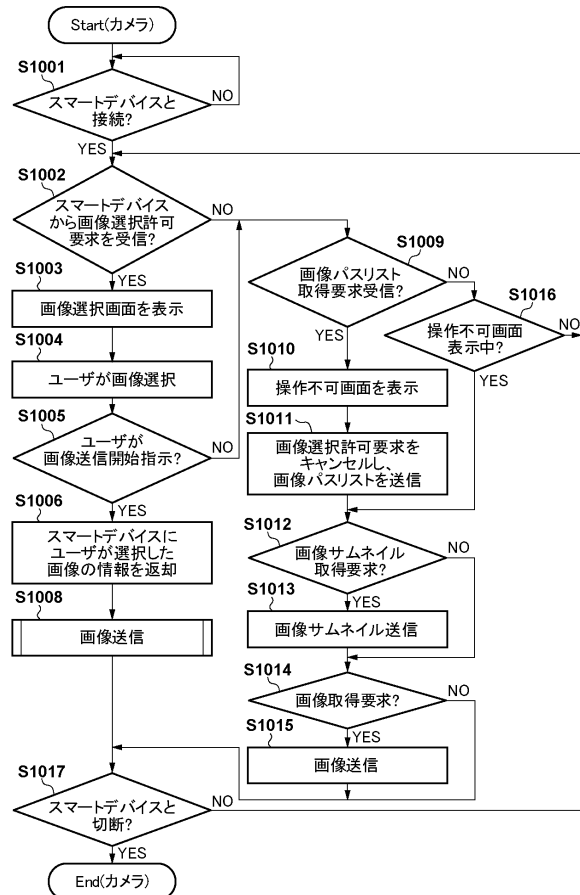 Start(カメラ)
S1001
スマートデバイスと
接続?
NO
YES
S1002
スマートデバイス
から画像選択許可
要求を受信?
NO
YES
S1003
画像選択画面を表示
S1004
ユーザが画像選択
S1005
ユーザが
画像送信開始指示?
NO
YES
S1006
スマートデバイスに
ユーザが選択した
画像の情報を返却
S1008
画像送信
S1009
画像パスリスト
取得要求受信?
NO
YES
S1016
操作不可画面
表示中?
NO
YES
S1010
操作不可画面を表示
S1011
画像選択許可要求を
キャンセルし、
画像パスリストを送信
S1012
画像サムネイル
取得要求?
NO
YES
S1013
画像サムネイル送信
S1014
画像取得要求?
NO
YES
S1015
画像送信
S1017
スマートデバイスと
切断?
NO
YES
End(カメラ)